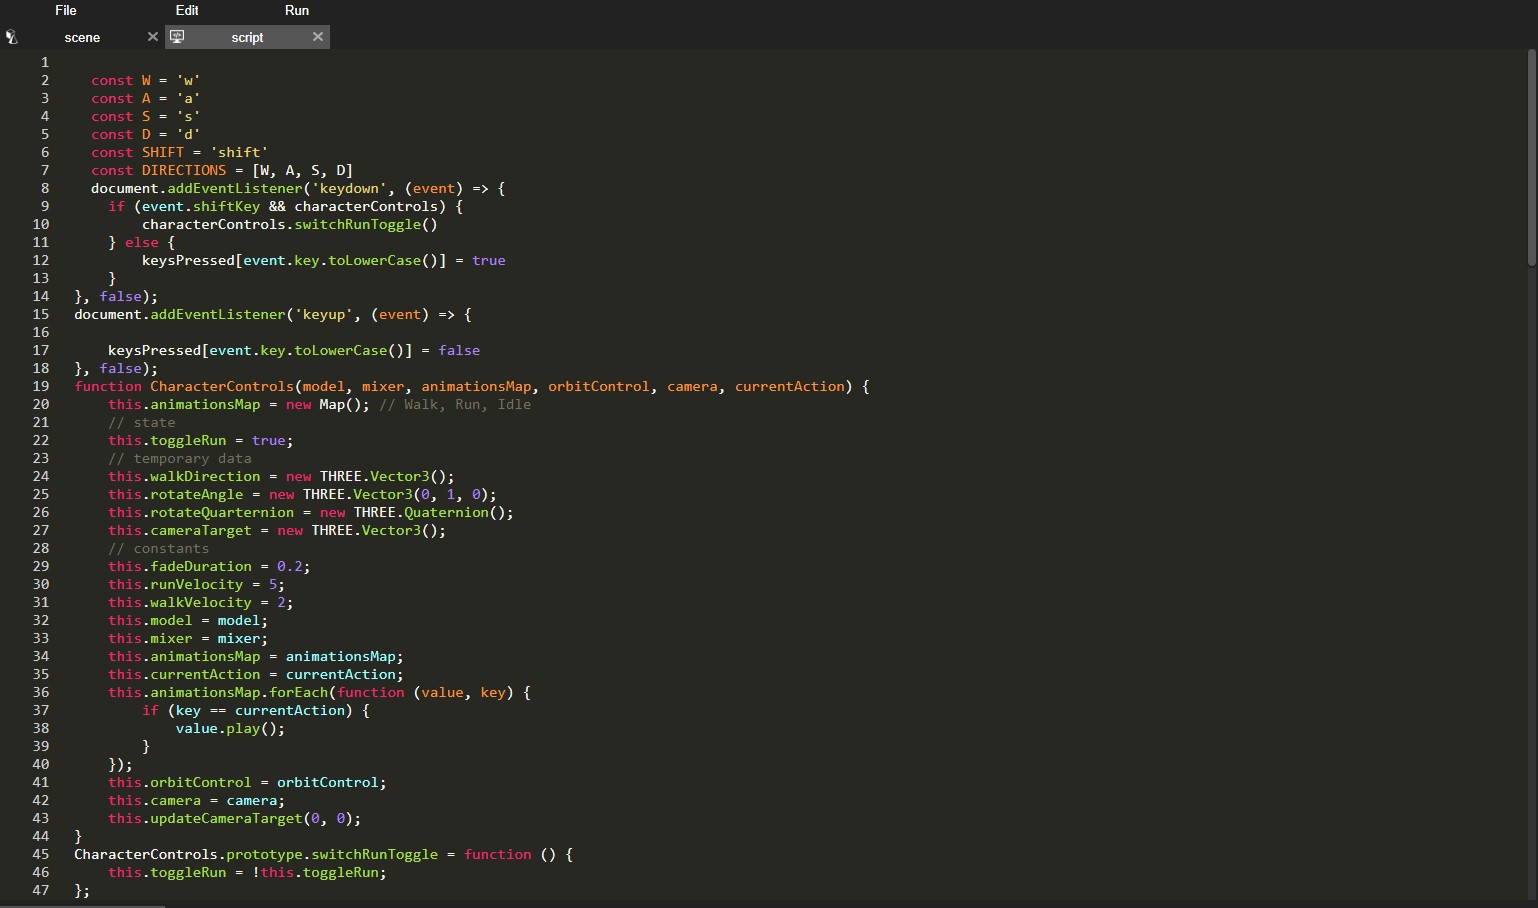 File Edit Run
scene script
1
2 const W = 'w'
3 const A = 'a'
4 const S = 's'
5 const D = 'd'
6 const SHIFT = 'shift'
7 const DIRECTIONS = [W, A, S, D]
8 document.addEventListener('keydown', (event) => {
9 if (event.shiftKey && characterControls) {
10 characterControls.switchRunToggle()
11 } else {
12 keysPressed[event.key.toLowerCase()] = true
13 }
14 }, false);
15 document.addEventListener('keyup', (event) => {
16
17 keysPressed[event.key.toLowerCase()] = false
18 }, false);
19 function CharacterControls(model, mixer, animationsMap, orbitControl, camera, currentAction) {
20 this.animationsMap = new Map(); // Walk, Run, Idle
21 // state
22 this.toggleRun = true;
23 // temporary data
24 this.walkDirection = new THREE.Vector3();
25 this.rotateAngle = new THREE.Vector3(0, 1, 0);
26 this.rotateQuarternion = new THREE.Quaternion();
27 this.cameraTarget = new THREE.Vector3();
28 // constants
29 this.fadeDuration = 0.2;
30 this.runVelocity = 5;
31 this.walkVelocity = 2;
32 this.model = model;
33 this.mixer = mixer;
34 this.animationsMap = animationsMap;
35 this.currentAction = currentAction;
36 this.animationsMap.forEach(function (value, key) {
37 if (key == currentAction) {
38 value.play();
39 }
40 });
41 this.orbitControl = orbitControl;
42 this.camera = camera;
43 this.updateCameraTarget(0, 0);
44 }
45 CharacterControls.prototype.switchRunToggle = function () {
46 this.toggleRun = !this.toggleRun;
47 };